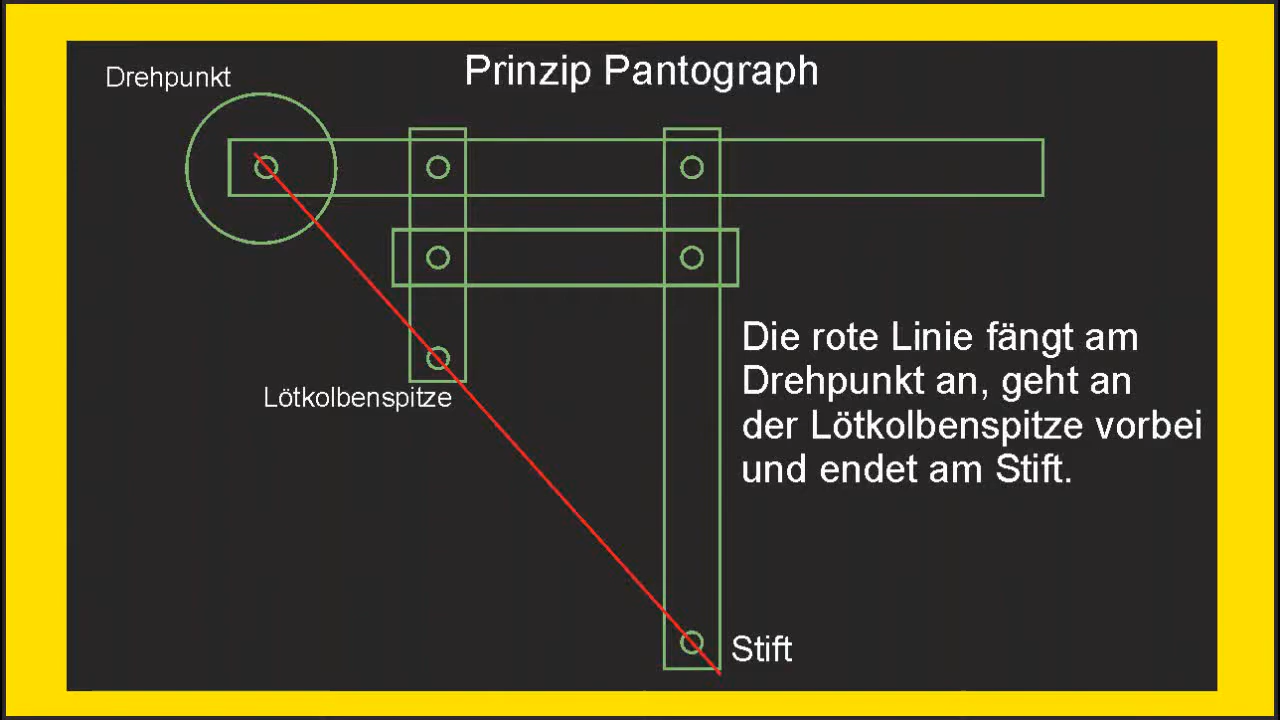 Prinzip Pantograph
Drehpunkt
Lötkolbenspitze
Die rote Linie fängt am
Drehpunkt an, geht an
der Lötkolbenspitze vorbei
und endet am Stift.
Stift